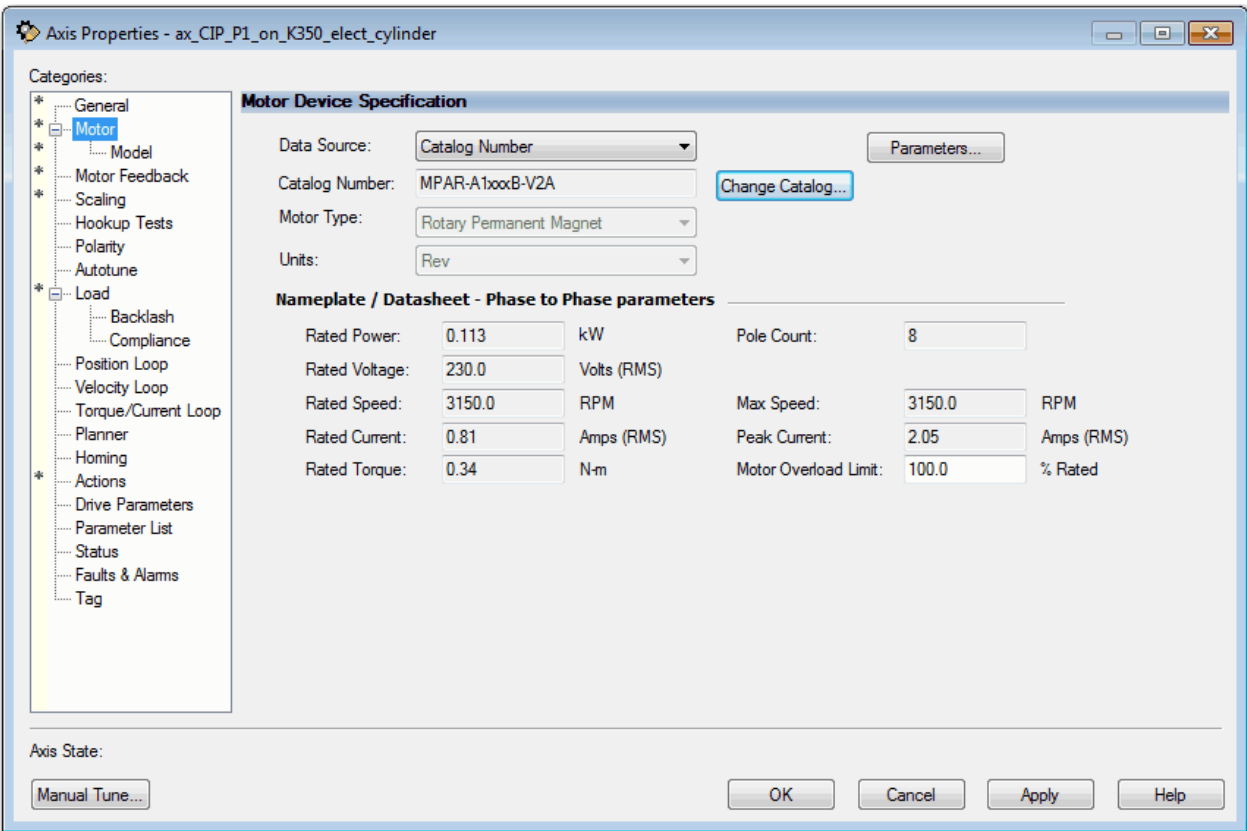 Axis Properties - ax_CIP_P1_on_K350_elect_cylinder
Categories:
* General
* Motor
* Model
* Motor Feedback
* Scaling
Hookup Tests
Polarity
Autotune
* Load
Backlash
Compliance
Position Loop
Velocity Loop
Torque/Current Loop
Planner
Homing
* Actions
Drive Parameters
Parameter List
Status
Faults & Alarms
Tag
Motor Device Specification
Data Source: Catalog Number Parameters...
Catalog Number: MPAR-A1xxxB-V2A Change Catalog...
Motor Type: Rotary Permanent Magnet
Units: Rev
Nameplate / Datasheet - Phase to Phase parameters
Rated Power: 0.113 kW Pole Count: 8
Rated Voltage: 230.0 Volts (RMS)
Rated Speed: 3150.0 RPM Max Speed: 3150.0 RPM
Rated Current: 0.81 Amps (RMS) Peak Current: 2.05 Amps (RMS)
Rated Torque: 0.34 N-m Motor Overload Limit: 100.0 % Rated
Axis State:
Manual Tune... OK Cancel Apply Help